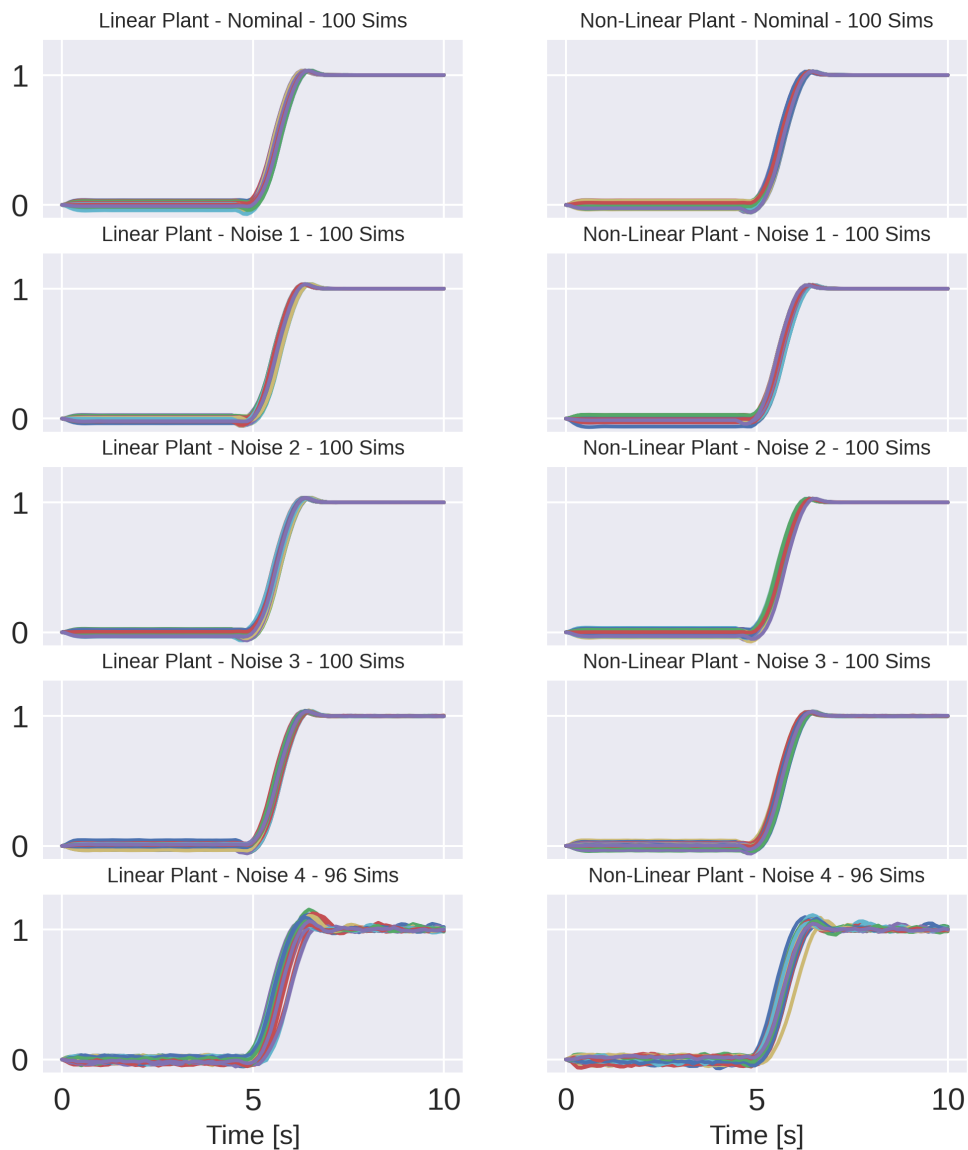 Linear Plant - Nominal - 100 Sims
Non-Linear Plant - Nominal - 100 Sims
1
0
Linear Plant - Noise 1 - 100 Sims
Non-Linear Plant - Noise 1 - 100 Sims
1
0
Linear Plant - Noise 2 - 100 Sims
Non-Linear Plant - Noise 2 - 100 Sims
1
0
Linear Plant - Noise 3 - 100 Sims
Non-Linear Plant - Noise 3 - 100 Sims
1
0
Linear Plant - Noise 4 - 96 Sims
Non-Linear Plant - Noise 4 - 96 Sims
1
0
0 5 10
0 5 10
Time [s]
Time [s]